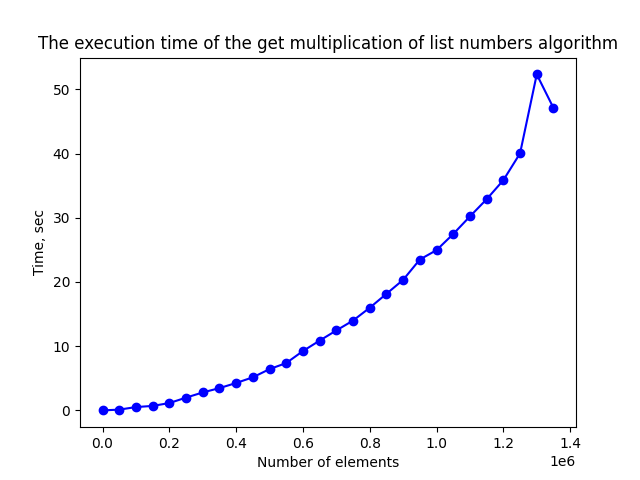 The execution time of the get multiplication of list numbers algorithm
50
40
30
20
10
0
Time, sec
0.0 0.2 0.4 0.6 0.8 1.0 1.2 1.4
1e6
Number of elements